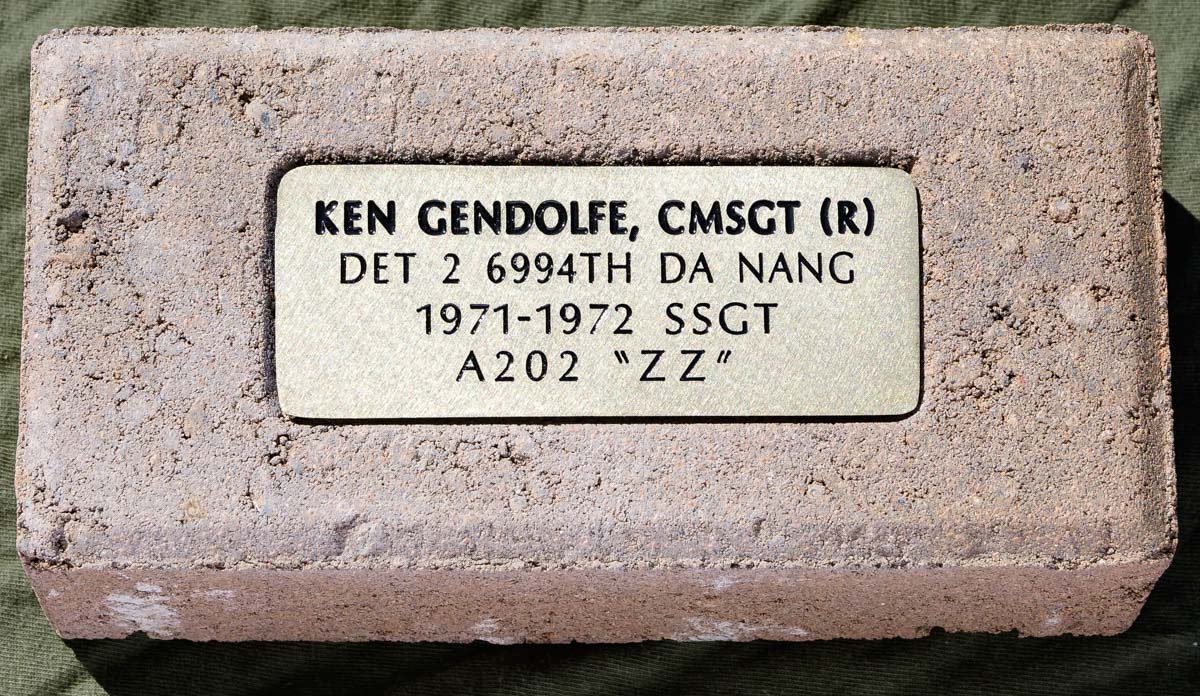 KEN GENDOLFE, CMSGT (R)
DET 2 6994TH DA NANG
1971-1972 SSGT
A202 "ZZ"